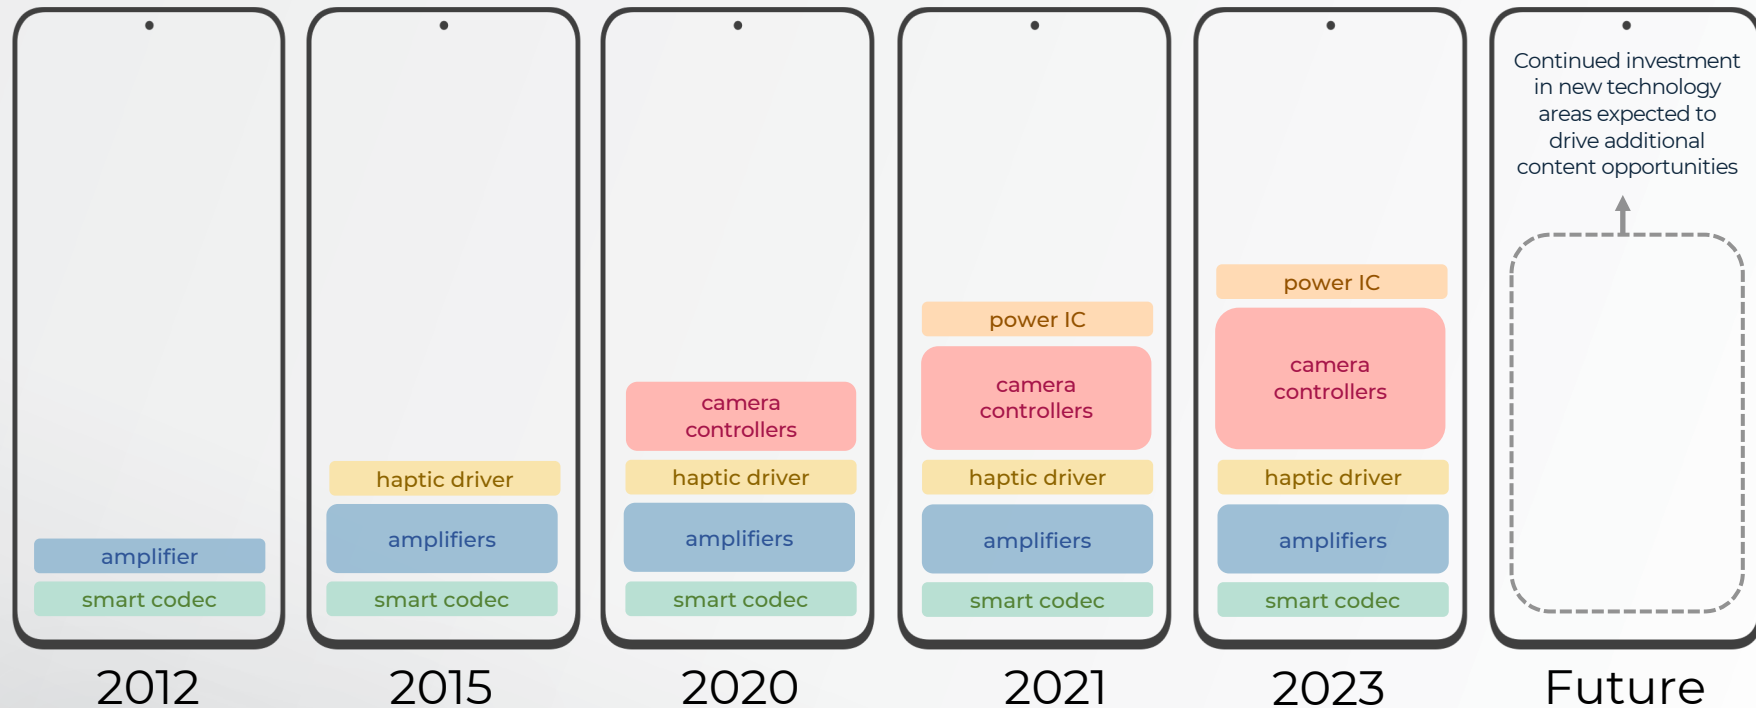 amplifier
smart codec
2012
haptic driver
amplifiers
smart codec
2015
camera
controllers
haptic driver
amplifiers
smart codec
2020
power IC
camera
controllers
haptic driver
amplifiers
smart codec
2021
power IC
camera
controllers
haptic driver
amplifiers
smart codec
2023
Continued investment
in new technology
areas expected to
drive additional
content opportunities
Future